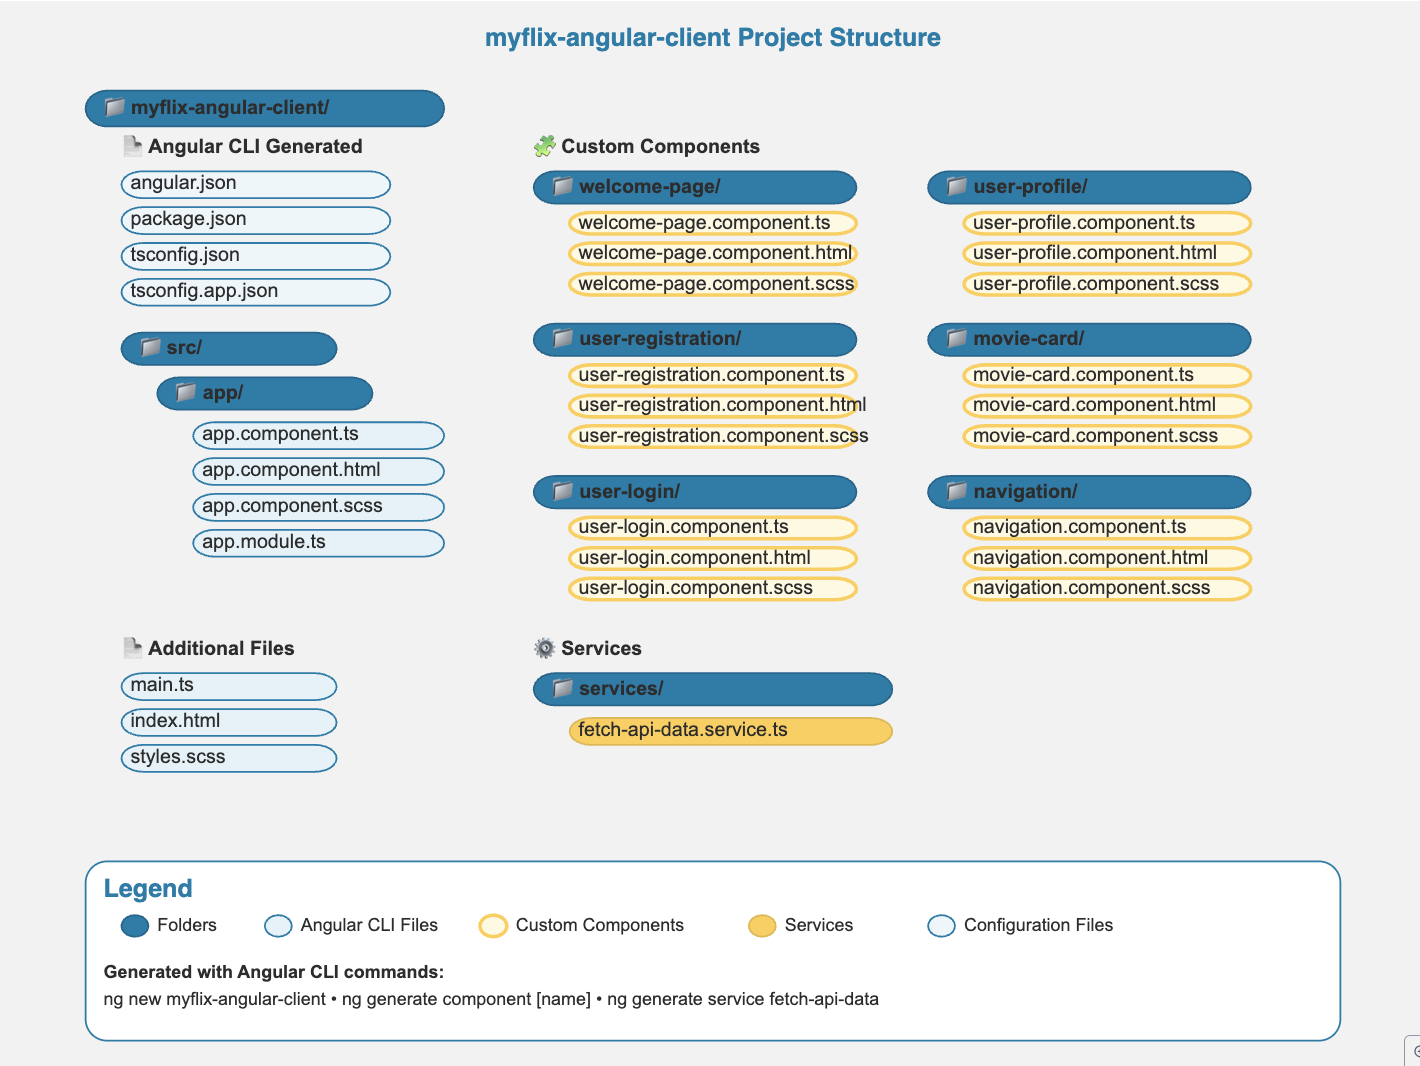 myflix-angular-client Project Structure
myflix-angular-client/
Angular CLI Generated
angular.json
package.json
tsconfig.json
tsconfig.app.json
src/
app/
app.component.ts
app.component.html
app.component.scss
app.module.ts
Additional Files
main.ts
index.html
styles.scss
Custom Components
welcome-page/
welcome-page.component.ts
welcome-page.component.html
welcome-page.component.scss
user-registration/
user-registration.component.ts
user-registration.component.html
user-registration.component.scss
user-login/
user-login.component.ts
user-login.component.html
user-login.component.scss
user-profile/
user-profile.component.ts
user-profile.component.html
user-profile.component.scss
movie-card/
movie-card.component.ts
movie-card.component.html
movie-card.component.scss
navigation/
navigation.component.ts
navigation.component.html
navigation.component.scss
Services
services/
fetch-api-data.service.ts
Legend
Folders
Angular CLI Files
Custom Components
Services
Configuration Files
Generated with Angular CLI commands:
ng new myflix-angular-client • ng generate component [name] • ng generate service fetch-api-data